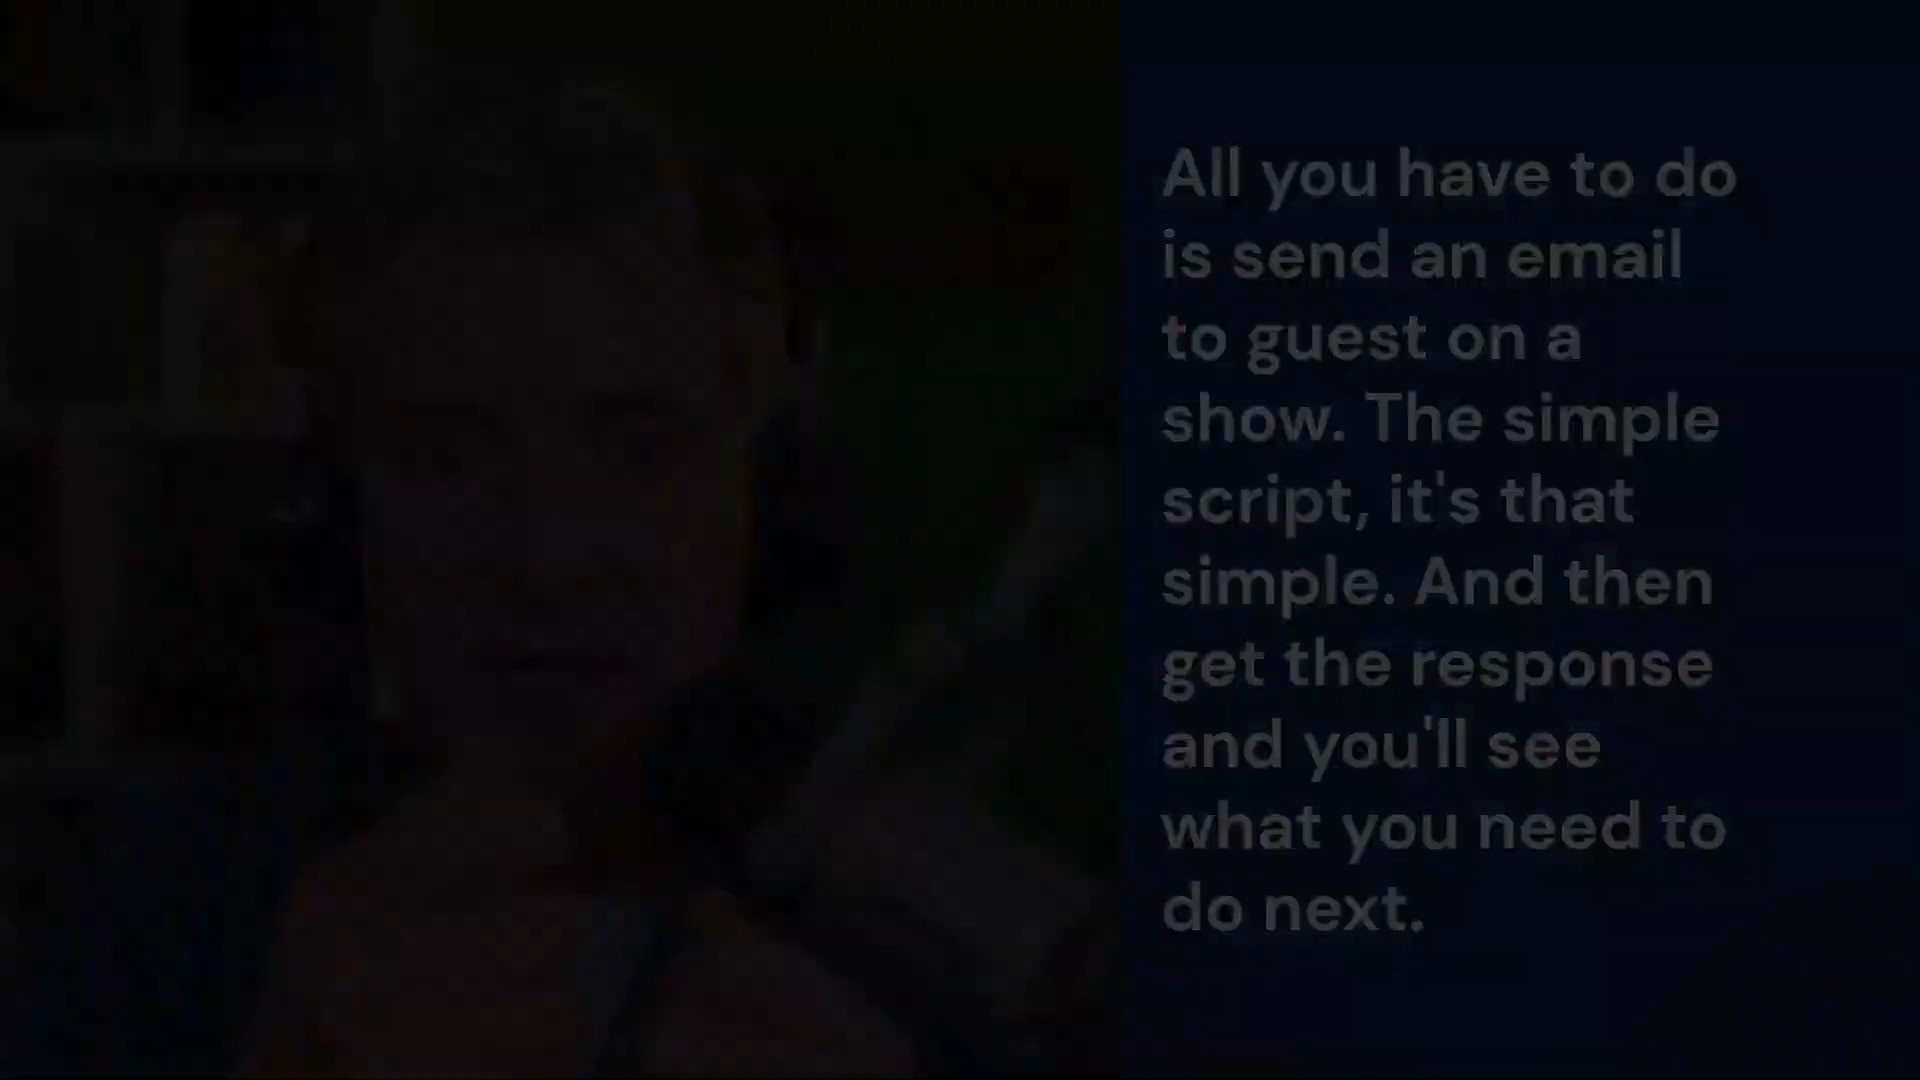 All you have to do
is send an email
to guest on a
show. The simple
script, it's that
simple. And then
get the response
and you'll see
what you need to
do next.